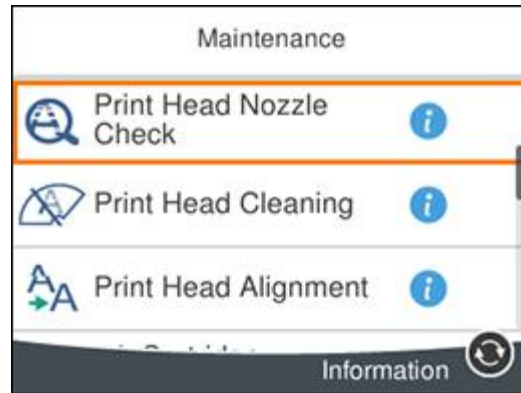 Maintenance
Print Head Nozzle
Check
Print Head Cleaning
Print Head Alignment
Information